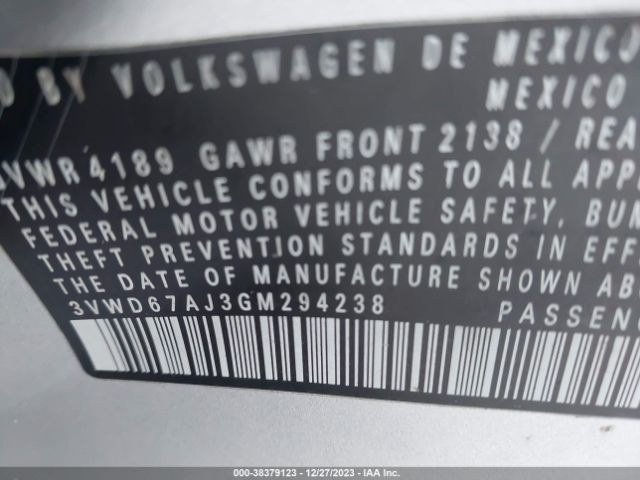 BY VOLKSWAGEN DE MEXICO
MEXICO
GVWR 4189 GAWR FRONT 2138 / REA
THIS VEHICLE CONFORMS TO ALL APP
FEDERAL MOTOR VEHICLE SAFETY, BUM
THEFT PREVENTION STANDARDS IN EFF
THE DATE OF MANUFACTURE SHOWN AB
3VWD67AJ3GM294238 PASSEN
000-38379123 — 12/27/2023 — IAAI.COM